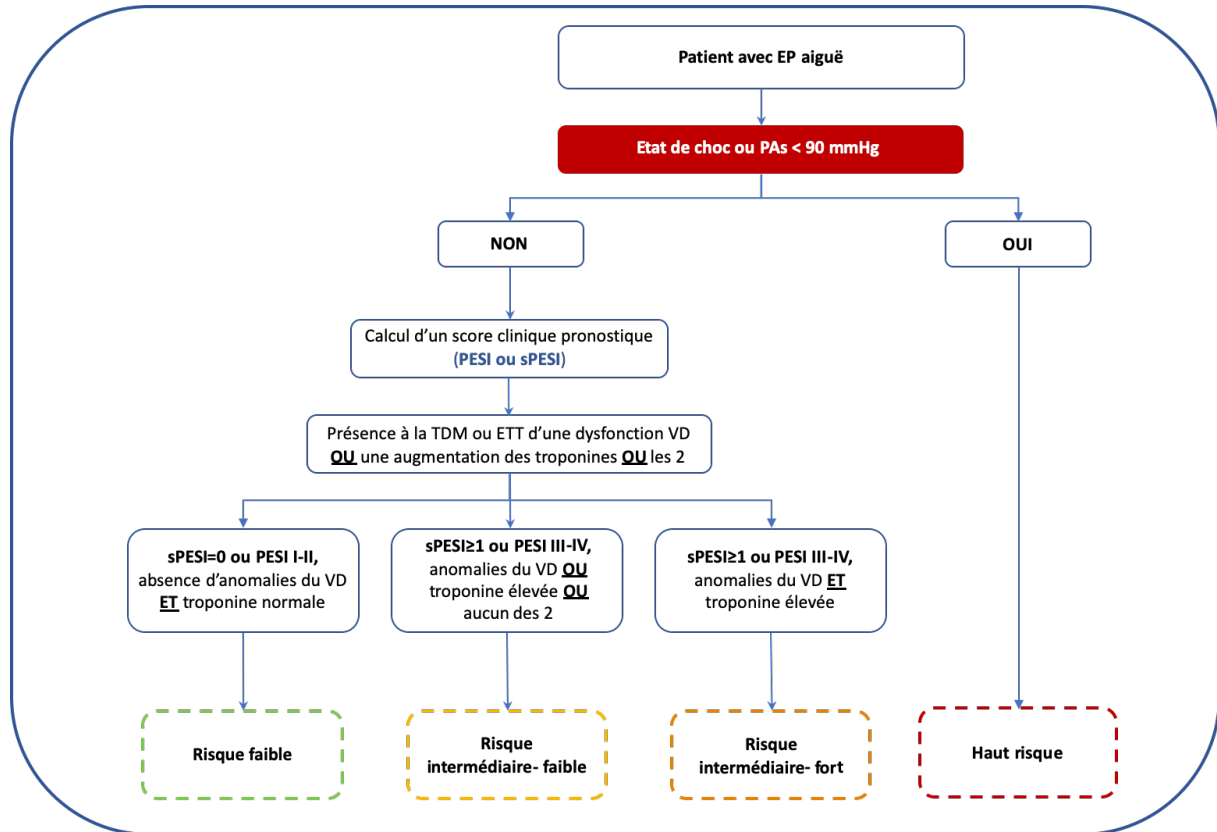 Patient avec EP aiguë
Etat de choc ou PAs < 90 mmHg
NON
OUI
Calcul d'un score clinique pronostique
(PESI ou sPESI)
Présence à la TDM ou ETT d'une dysfonction VD
OU une augmentation des troponines OU les 2
sPESI=0 ou PESI I-II,
absence d'anomalies du VD
ET troponine normale
sPESI≥1 ou PESI III-IV,
anomalies du VD OU
troponine élevée OU
aucun des 2
sPESI≥1 ou PESI III-IV,
anomalies du VD ET
troponine élevée
Risque faible
Risque
intermédiaire- faible
Risque
intermédiaire- fort
Haut risque